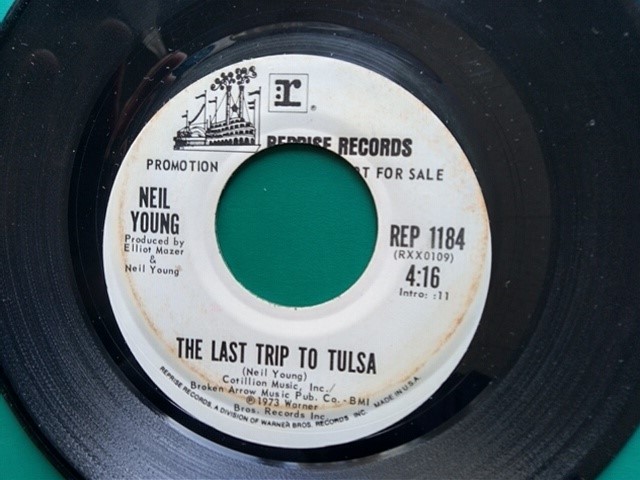 r
®
REPRISE RECORDS
PROMOTION
FOR SALE
NEIL
YOUNG
Produced by
Elliot Mazer
&
Neil Young
REP 1184
(RXX0109)
4:16
Intro: :11
THE LAST TRIP TO TULSA
(Neil Young)
Cotillion Music, Inc./
Broken Arrow Music Pub. Co. - BMI
℗1973 Warner
Bros. Records Inc.
REPRISE RECORDS, A DIVISION OF WARNER BROS. RECORDS INC. MADE IN U.S.A.